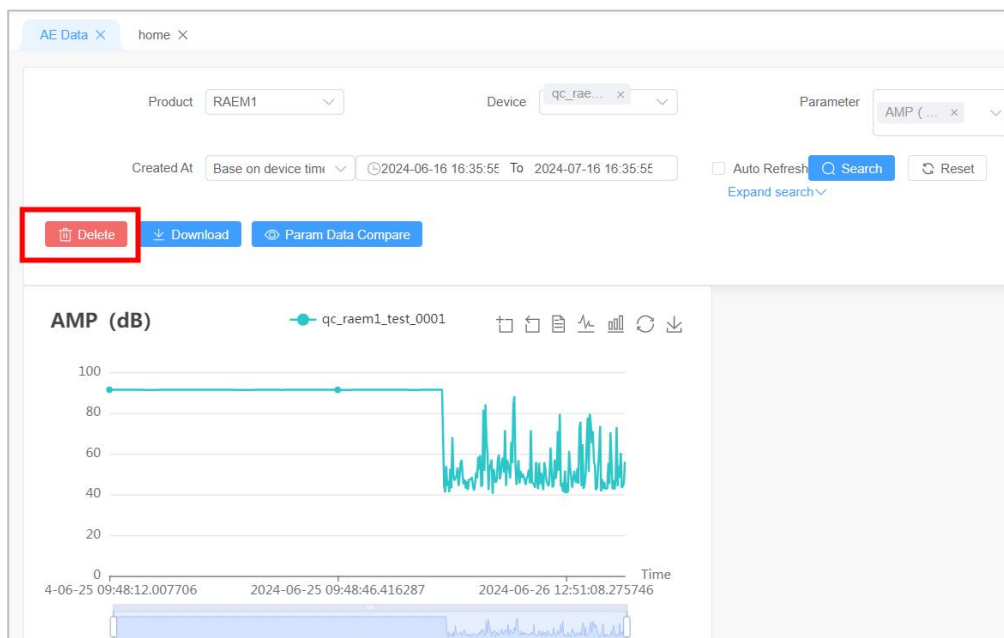 AE Data × home ×
Product RAEM1 Device qc_rae... × Parameter AMP ( ... ×
Created At Base on device time 2024-06-16 16:35:55 To 2024-07-16 16:35:55 Auto Refresh Search Reset
Expand search
Delete Download Param Data Compare
AMP (dB) qc_raem1_test_0001
100
80
60
40
20
0
Time
4-06-25 09:48:12.007706 2024-06-25 09:48:46.416287 2024-06-26 12:51:08.275746